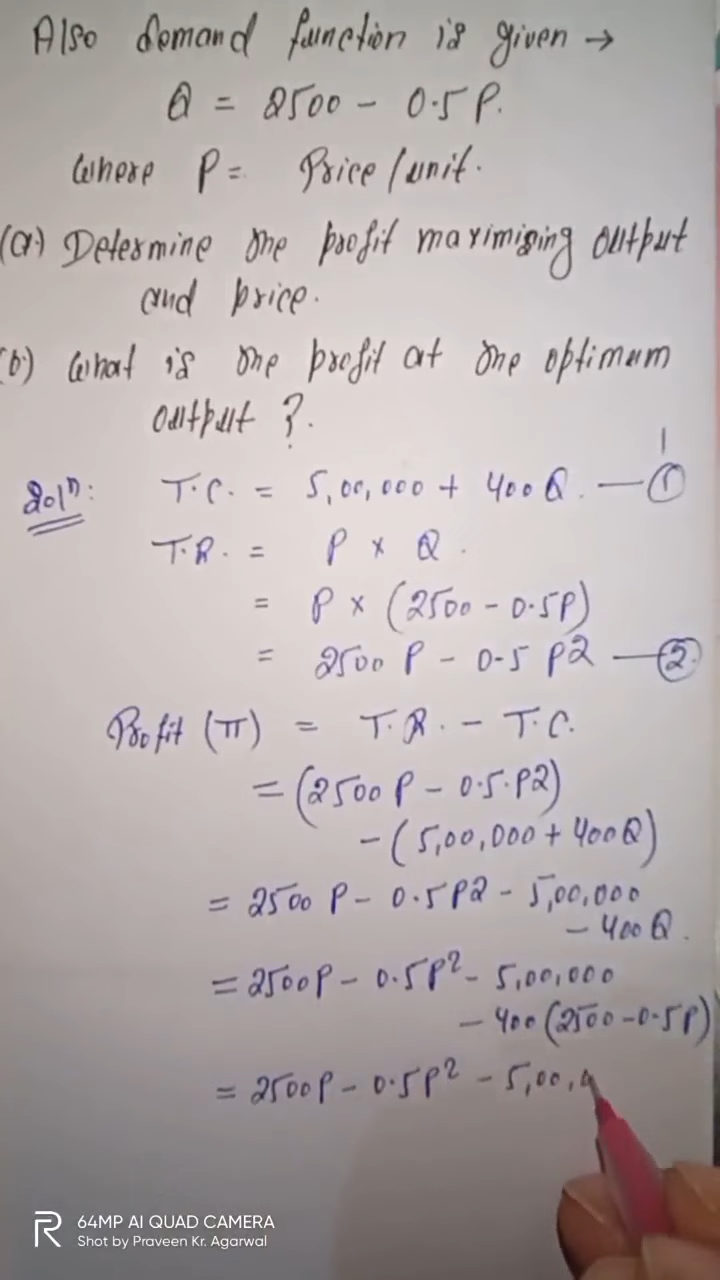 Also demand function is given →
Q = 2500 - 0.5 P.
where P = Price/unit.
(a) Determine the profit maximising output
and price.
(b) What is the profit at the optimum
output ?
Solⁿ: T.C. = 5,00,000 + 400Q. — ①
T.R. = P × Q.
= P × (2500 - 0.5P)
= 2500 P - 0.5 P2 — ②
Profit (π) = T.R. - T.C.
= (2500 P - 0.5.P2)
- (5,00,000 + 400Q)
= 2500 P - 0.5P2 - 5,00,000
- 400 Q.
= 2500P - 0.5P² - 5,00,000
- 400 (2500 - 0.5P)
= 2500P - 0.5P² - 5,00,
R 64MP AI QUAD CAMERA
Shot by Praveen Kr. Agarwal